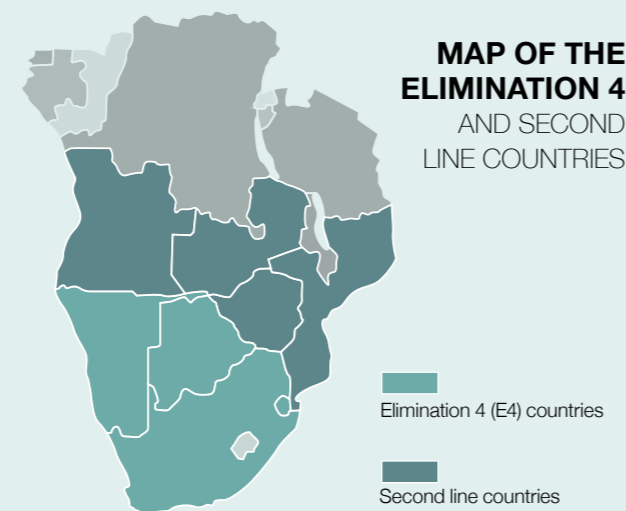 MAP OF THE
ELIMINATION 4
AND SECOND
LINE COUNTRIES
Elimination 4 (E4) countries
Second line countries